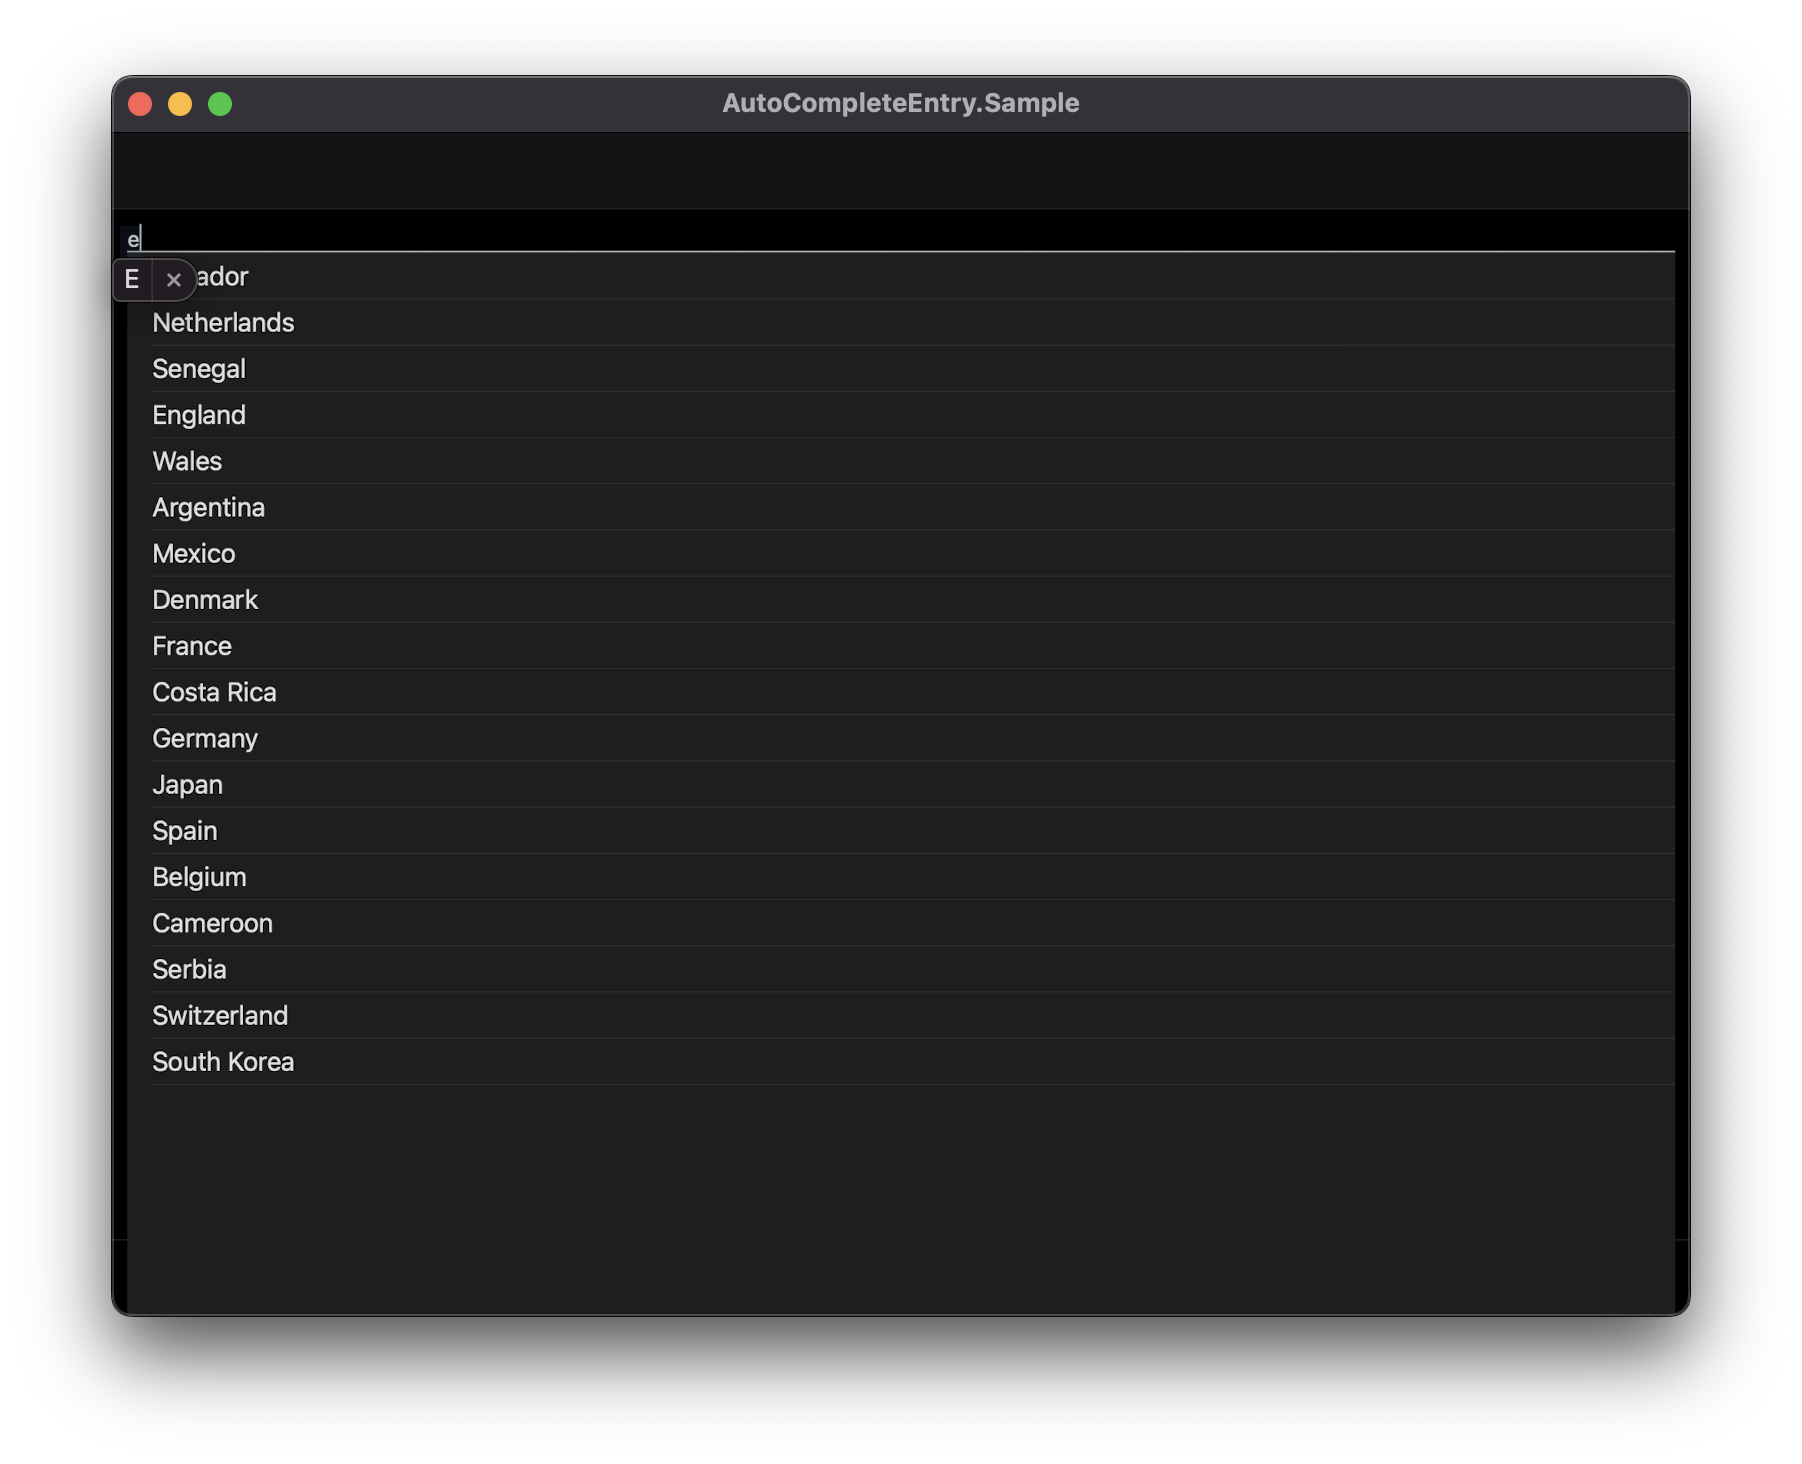 AutoCompleteEntry.Sample
e
E × ador
Netherlands
Senegal
England
Wales
Argentina
Mexico
Denmark
France
Costa Rica
Germany
Japan
Spain
Belgium
Cameroon
Serbia
Switzerland
South Korea